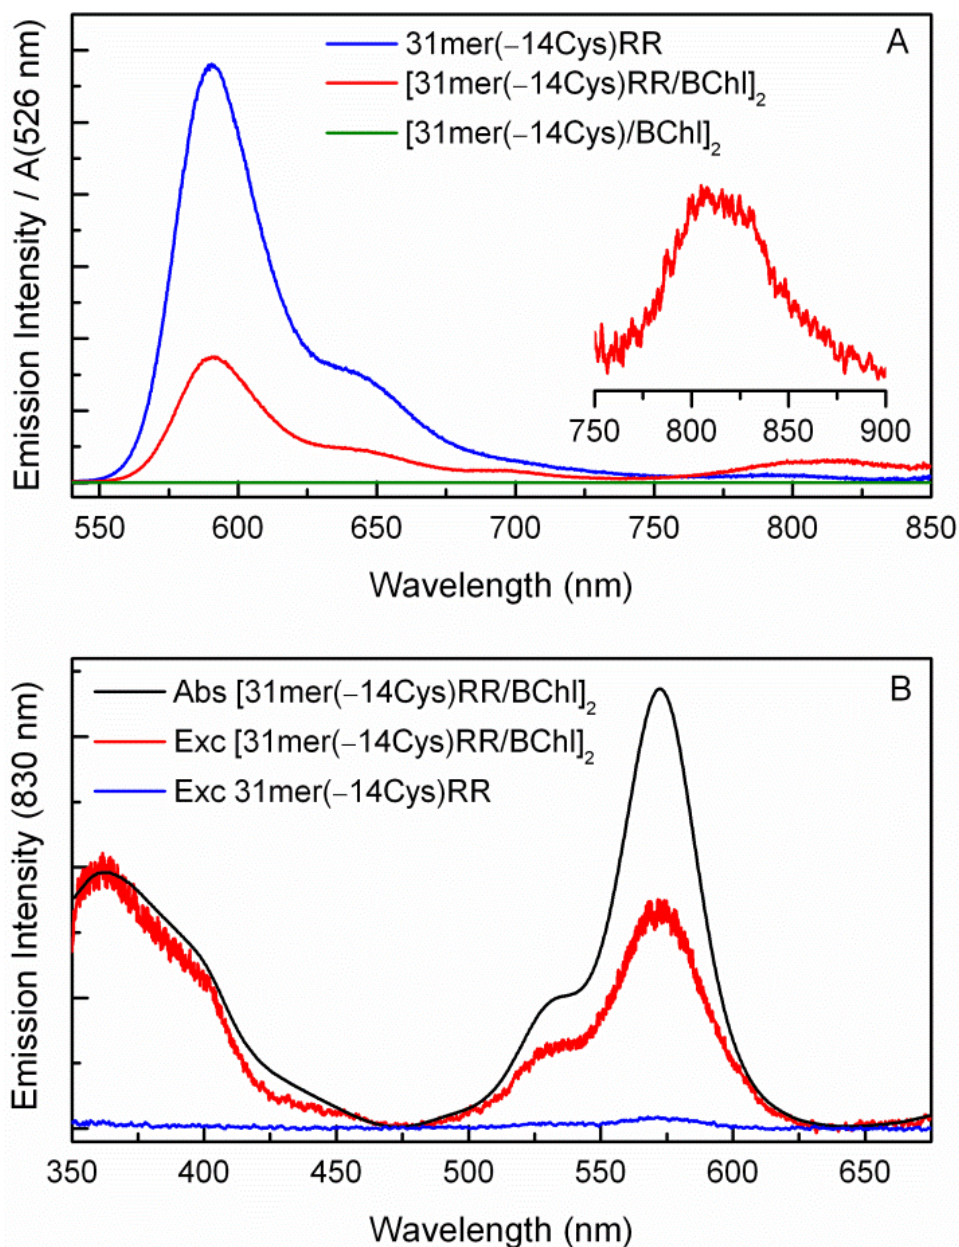 A
31mer(−14Cys)RR
[31mer(−14Cys)RR/BChl]₂
[31mer(−14Cys)/BChl]₂
Emission Intensity / A(526 nm)
750 800 850 900
550 600 650 700 750 800 850
Wavelength (nm)
B
Abs [31mer(−14Cys)RR/BChl]₂
Exc [31mer(−14Cys)RR/BChl]₂
Exc 31mer(−14Cys)RR
Emission Intensity (830 nm)
350 400 450 500 550 600 650
Wavelength (nm)